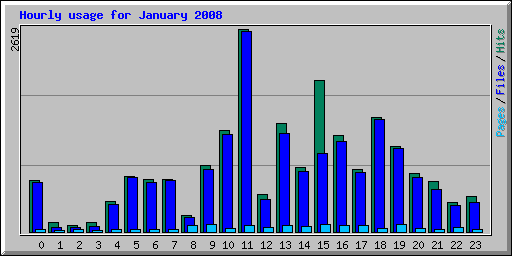 Hourly usage for January 2008
2619
Pages/Files/Hits
0 1 2 3 4 5 6 7 8 9 10 11 12 13 14 15 16 17 18 19 20 21 22 23